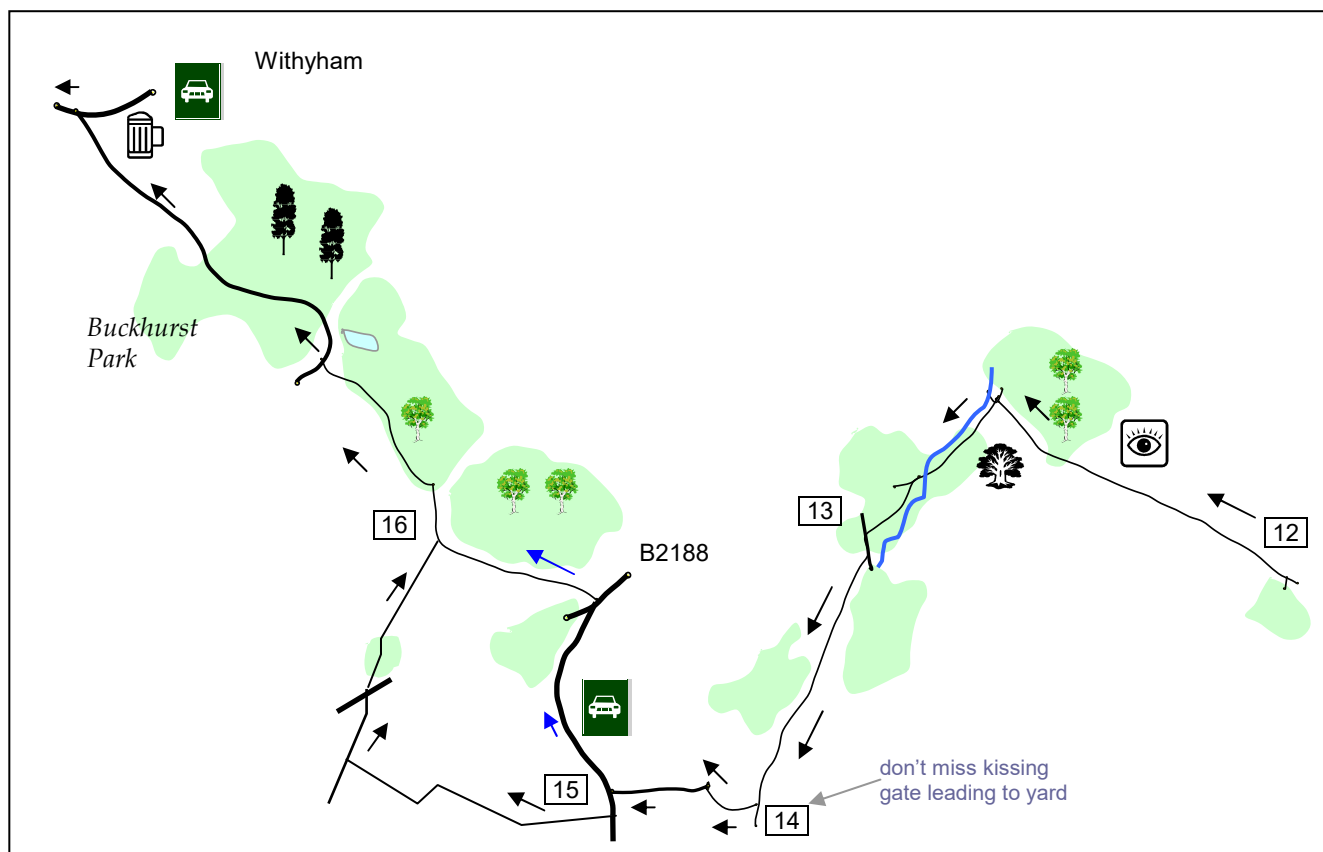 Withyham
Buckhurst
Park
13
12
16
B2188
15
14
don't miss kissing
gate leading to yard